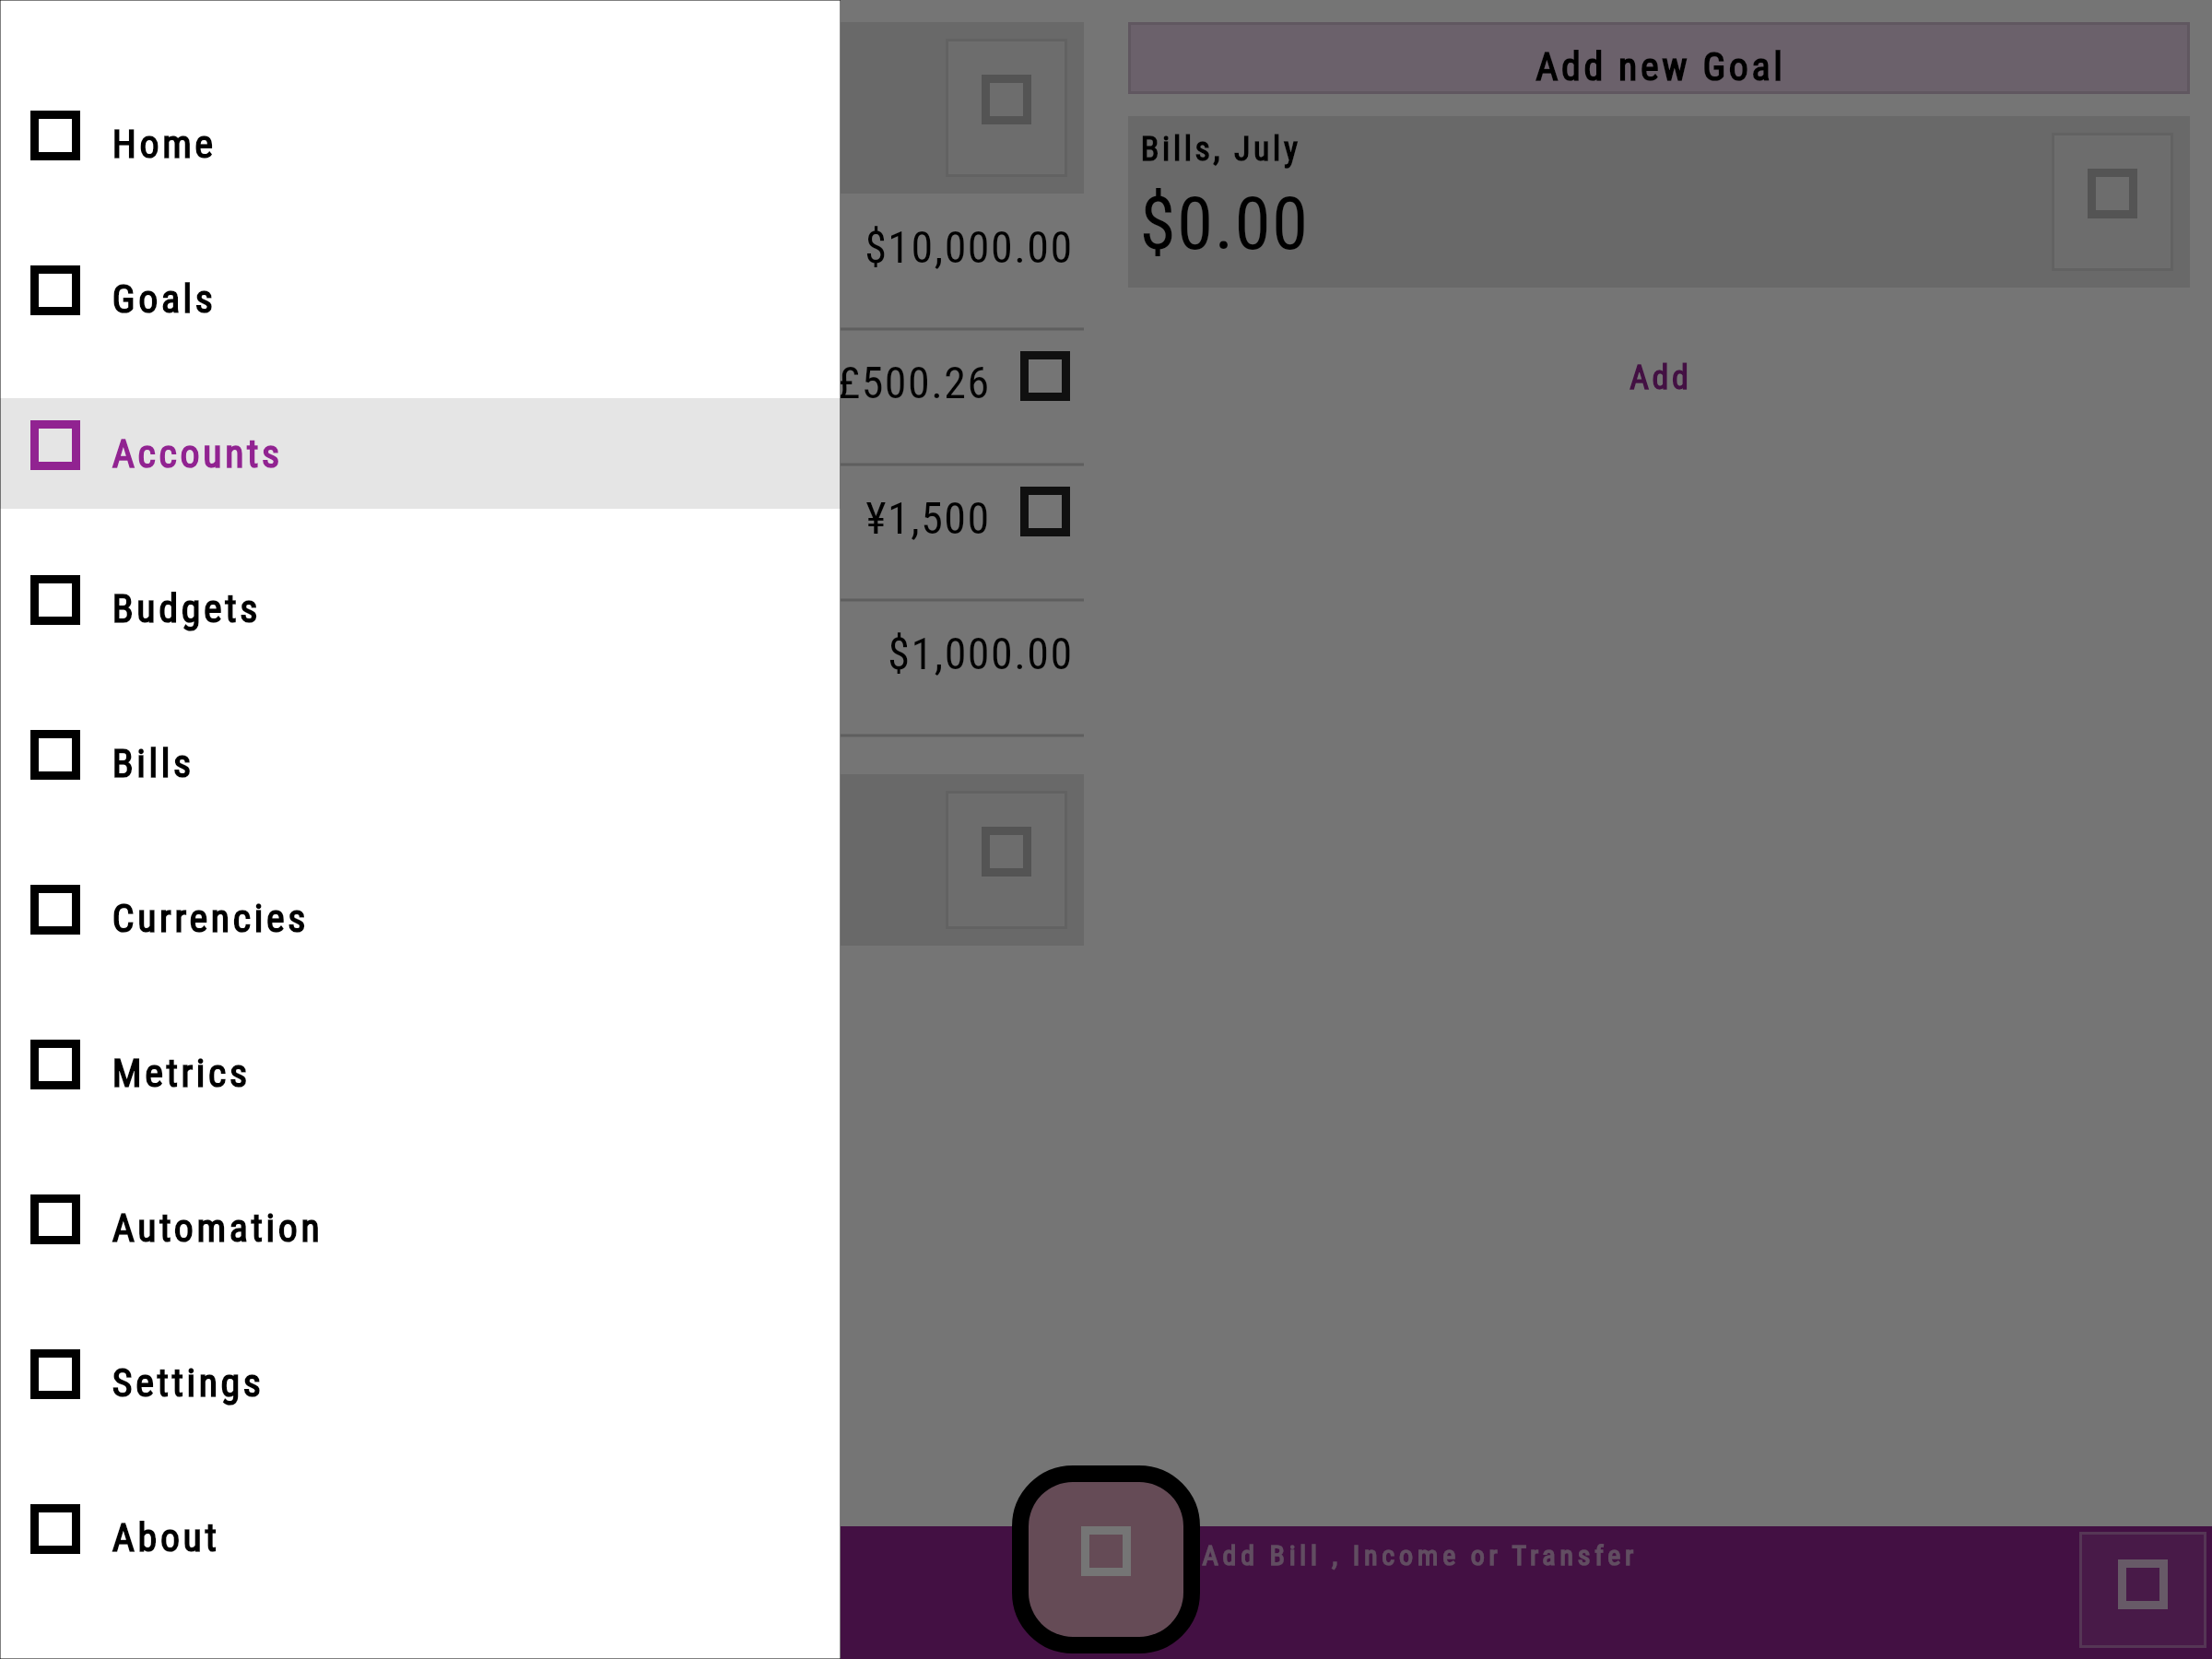 Home
Goals
Accounts
Budgets
Bills
Currencies
Metrics
Automation
Settings
About
$10,000.00
£500.26
¥1,500
$1,000.00
Add new Goal
Bills, July
$0.00
Add
Add Bill , Income or Transfer